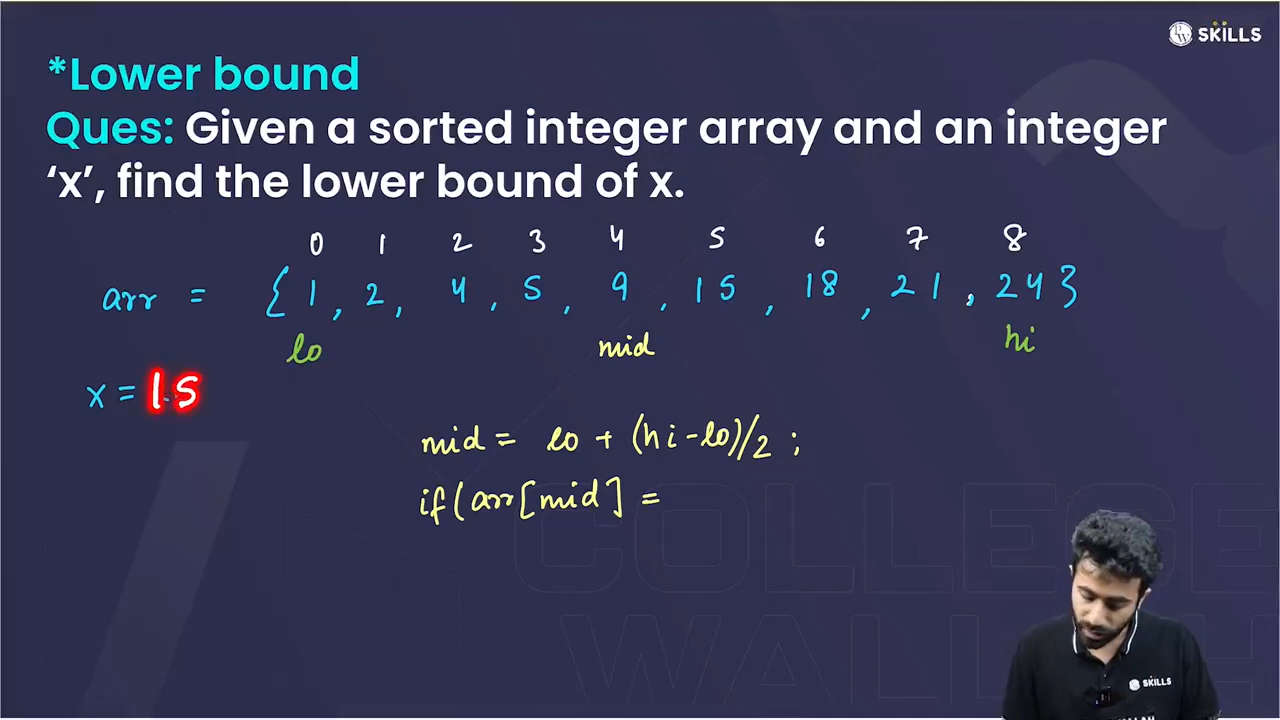 SKILLS
*Lower bound
Ques: Given a sorted integer array and an integer
‘x’, find the lower bound of x.
0 1 2 3 4 5 6 7 8
arr = {1, 2, 4, 5, 9, 15, 18, 21, 24}
lo mid hi
x = 15
mid = lo + (hi-lo)/2 ;
if(arr[mid] =
COLLEGE
WALLAH
SKILLS